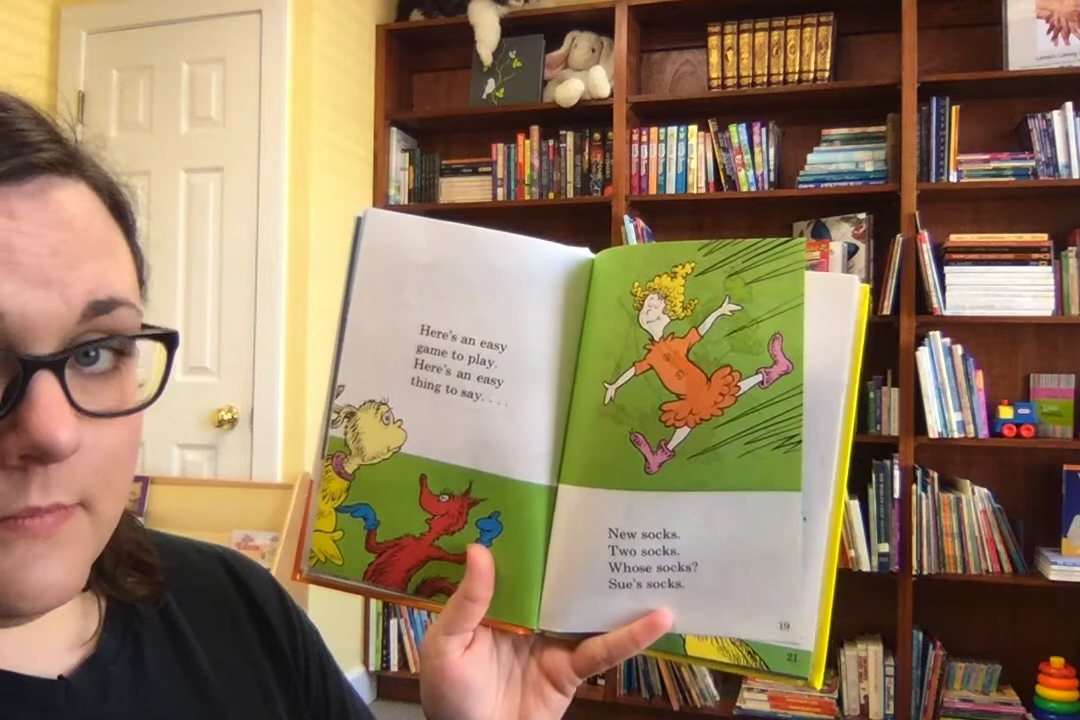 Here's an easy
game to play.
Here's an easy
thing to say....
New socks.
Two socks.
Whose socks?
Sue's socks.
19
21